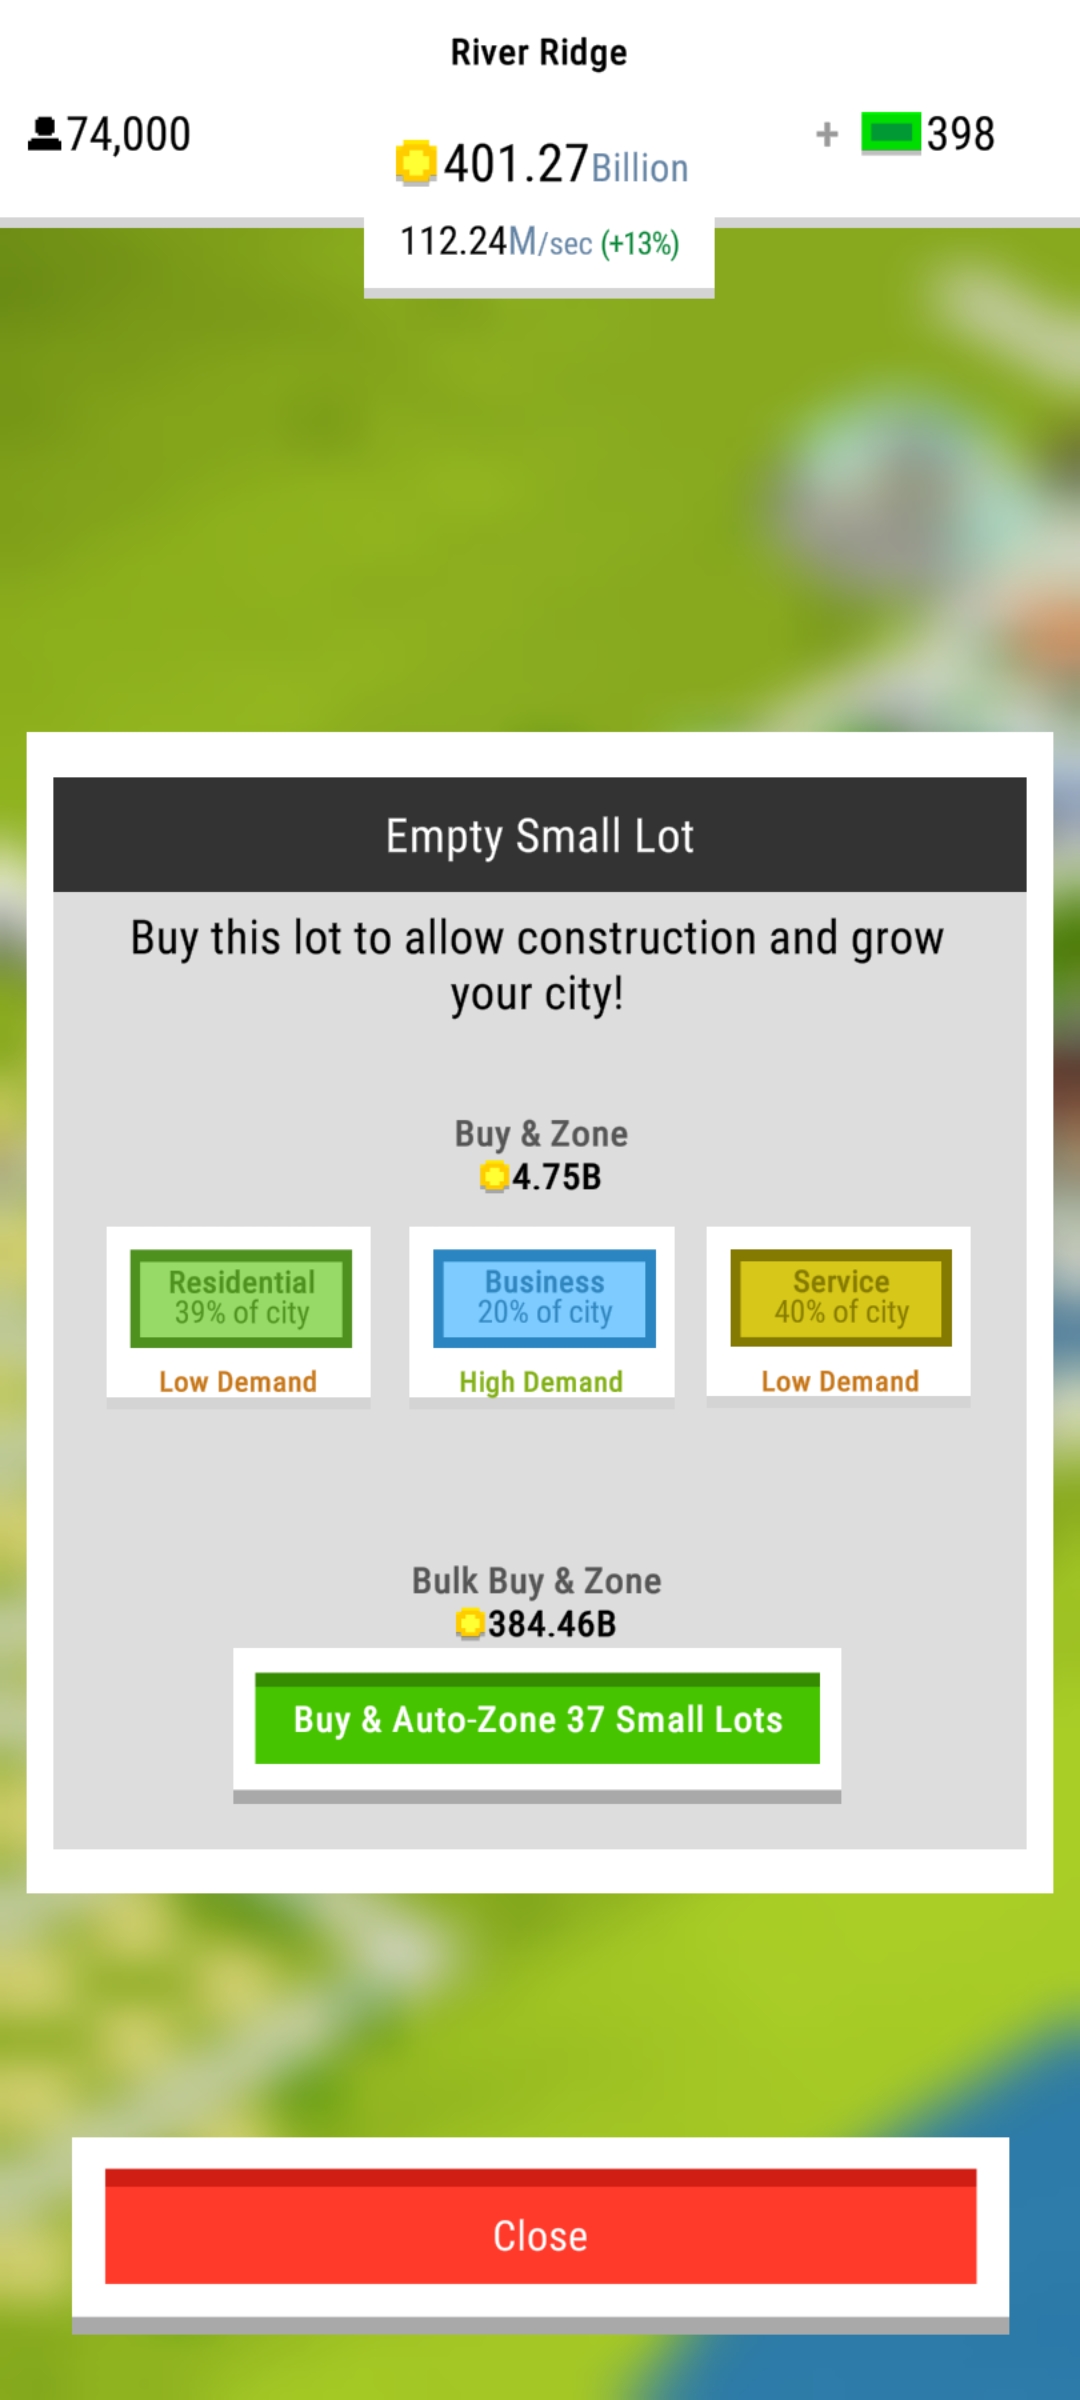 River Ridge
74,000
401.27 Billion
+ 398
112.24M/sec (+13%)
Empty Small Lot
Buy this lot to allow construction and grow
your city!
Buy & Zone
4.75B
Residential
39% of city
Low Demand
Business
20% of city
High Demand
Service
40% of city
Low Demand
Bulk Buy & Zone
384.46B
Buy & Auto-Zone 37 Small Lots
Close